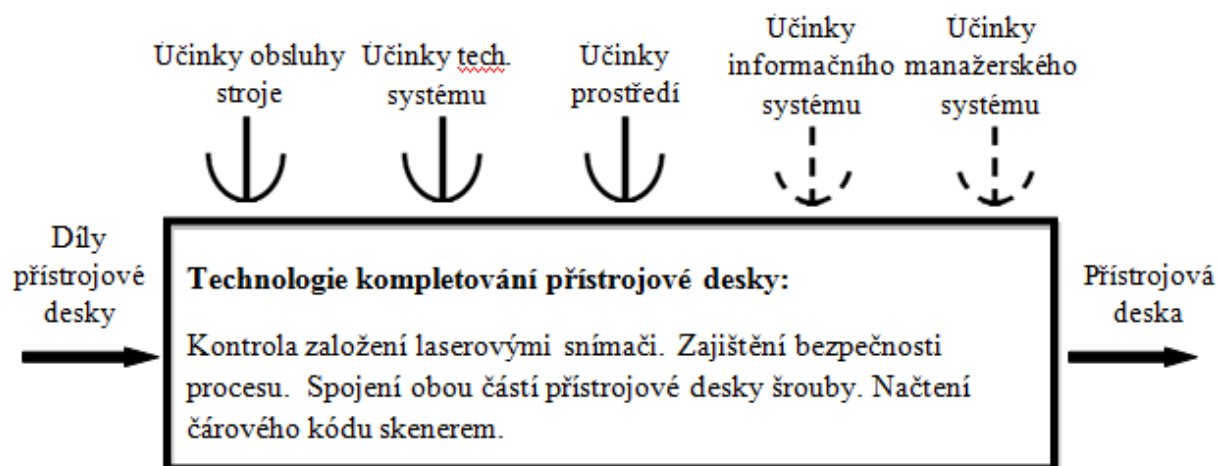 Účinky obsluhy
stroje
Účinky tech.
systému
Účinky
prostředí
Účinky
informačního
systému
Účinky
manažerského
systému
Díly
přístrojové
desky
Technologie kompletování přístrojové desky:
Kontrola založení laserovými snímači. Zajištění bezpečnosti
procesu.  Spojení obou částí přístrojové desky šrouby. Načtení
čárového kódu skenerem.
Přístrojová
deska